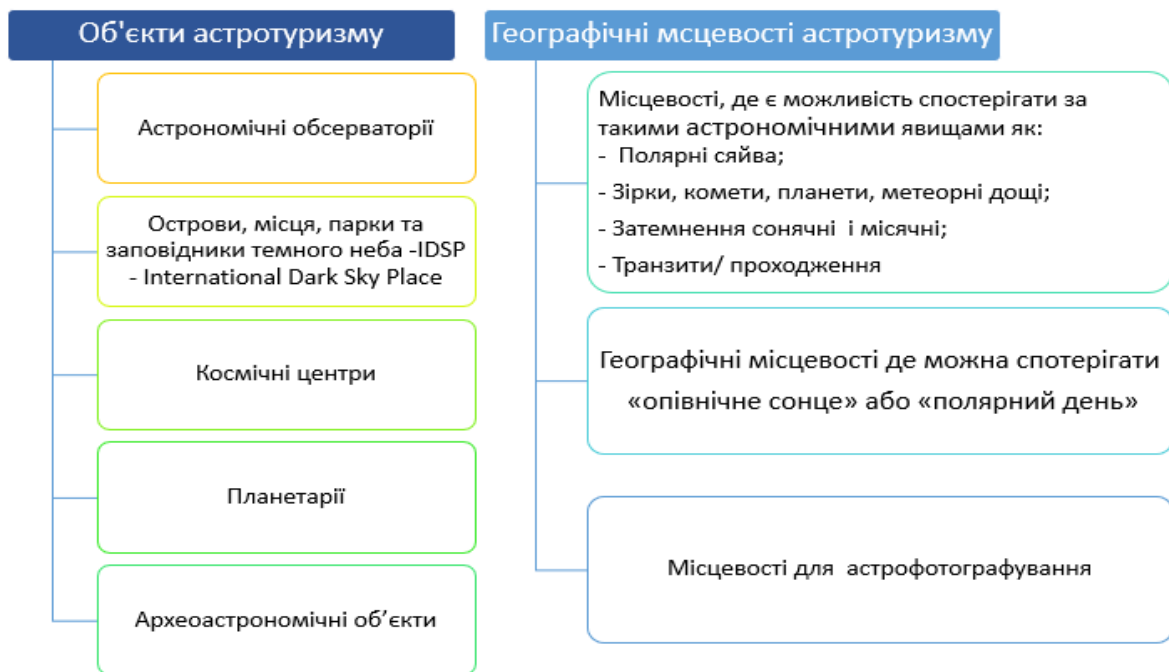 Об'єкти астротуризму
Астрономічні обсерваторії
Острови, місця, парки та
заповідники темного неба -IDSP
- International Dark Sky Place
Космічні центри
Планетарії
Археоастрономічні об’єкти
Географічні мсцевості астротуризму
Місцевості, де є можливість спостерігати за
такими астрономічними явищами як:
- Полярні сяйва;
- Зірки, комети, планети, метеорні дощі;
- Затемнення сонячні і місячні;
- Транзити/ проходження
Географічні місцевості де можна спотерігати
«опівнічне сонце» або «полярний день»
Місцевості для астрофотографування